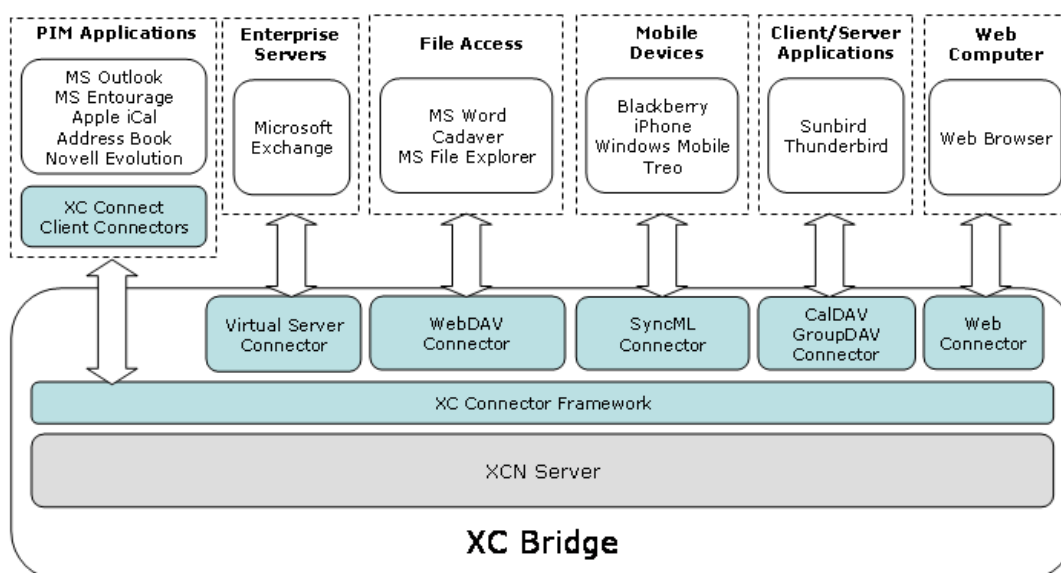 PIM Applications
MS Outlook
MS Entourage
Apple iCal
Address Book
Novell Evolution
XC Connect
Client Connectors
Enterprise
Servers
Microsoft
Exchange
File Access
MS Word
Cadaver
MS File Explorer
Mobile
Devices
Blackberry
iPhone
Windows Mobile
Treo
Client/Server
Applications
Sunbird
Thunderbird
Web
Computer
Web Browser
Virtual Server
Connector
WebDAV
Connector
SyncML
Connector
CalDAV
GroupDAV
Connector
Web
Connector
XC Connector Framework
XCN Server
XC Bridge